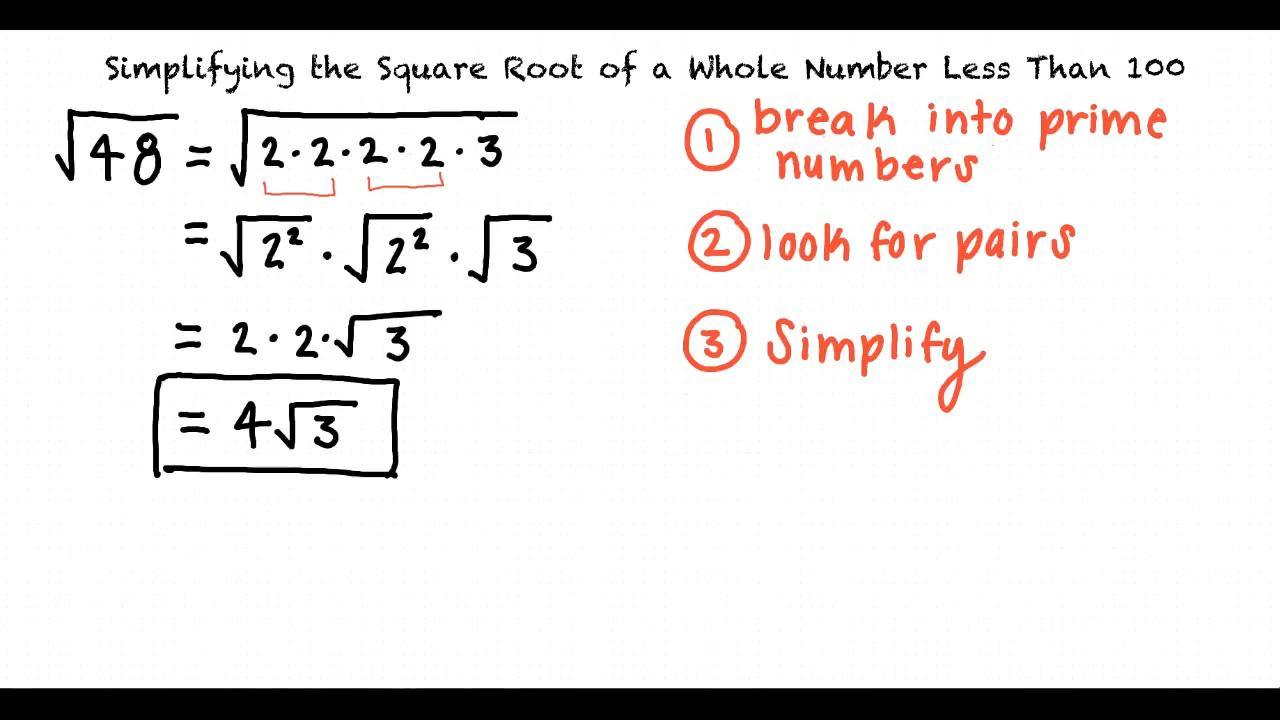 Simplifying the Square Root of a Whole Number Less Than 100
√48 = √2·2·2·2·3
= √2² · √2² · √3
= 2·2·√3
= 4√3
① break into prime
numbers
② look for pairs
③ Simplify